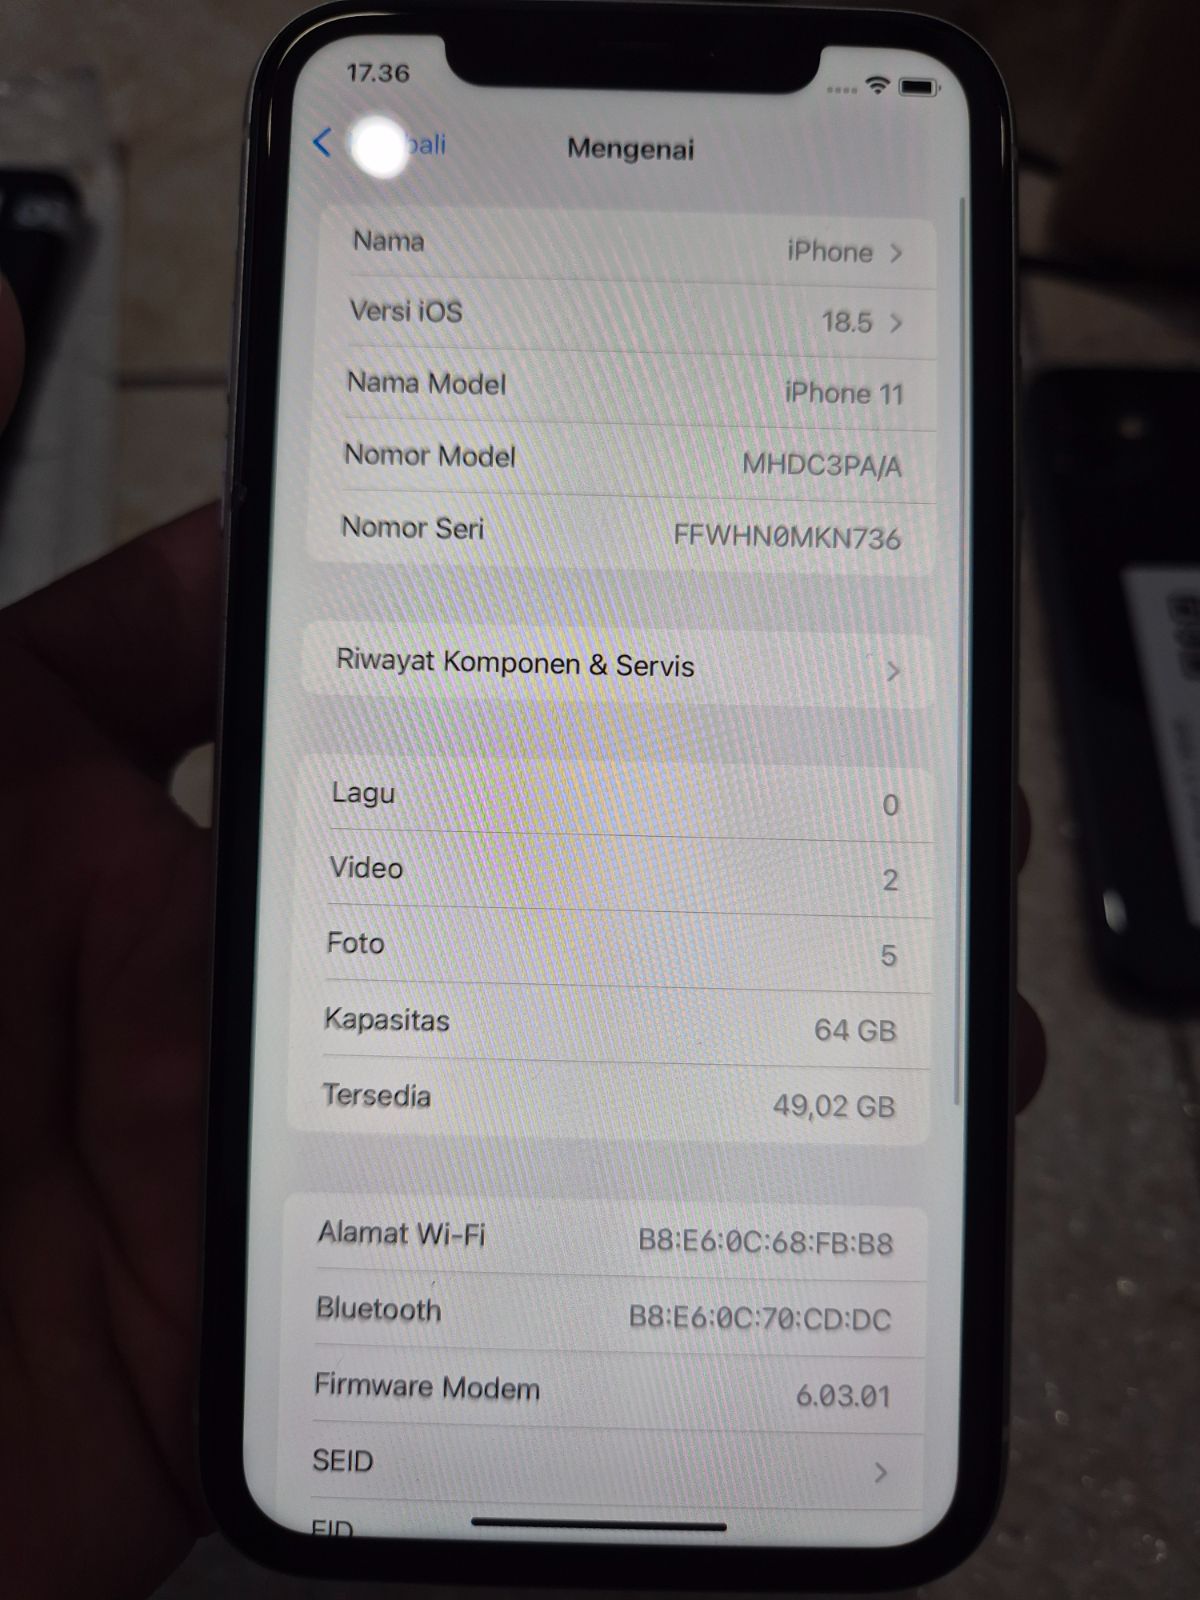 17.36
bali
Mengenai
Nama iPhone
Versi iOS 18.5
Nama Model iPhone 11
Nomor Model MHDC3PA/A
Nomor Seri FFWHN0MKN736
Riwayat Komponen & Servis
Lagu 0
Video 2
Foto 5
Kapasitas 64 GB
Tersedia 49,02 GB
Alamat Wi-Fi B8:E6:0C:68:FB:B8
Bluetooth B8:E6:0C:70:CD:DC
Firmware Modem 6.03.01
SEID
EID